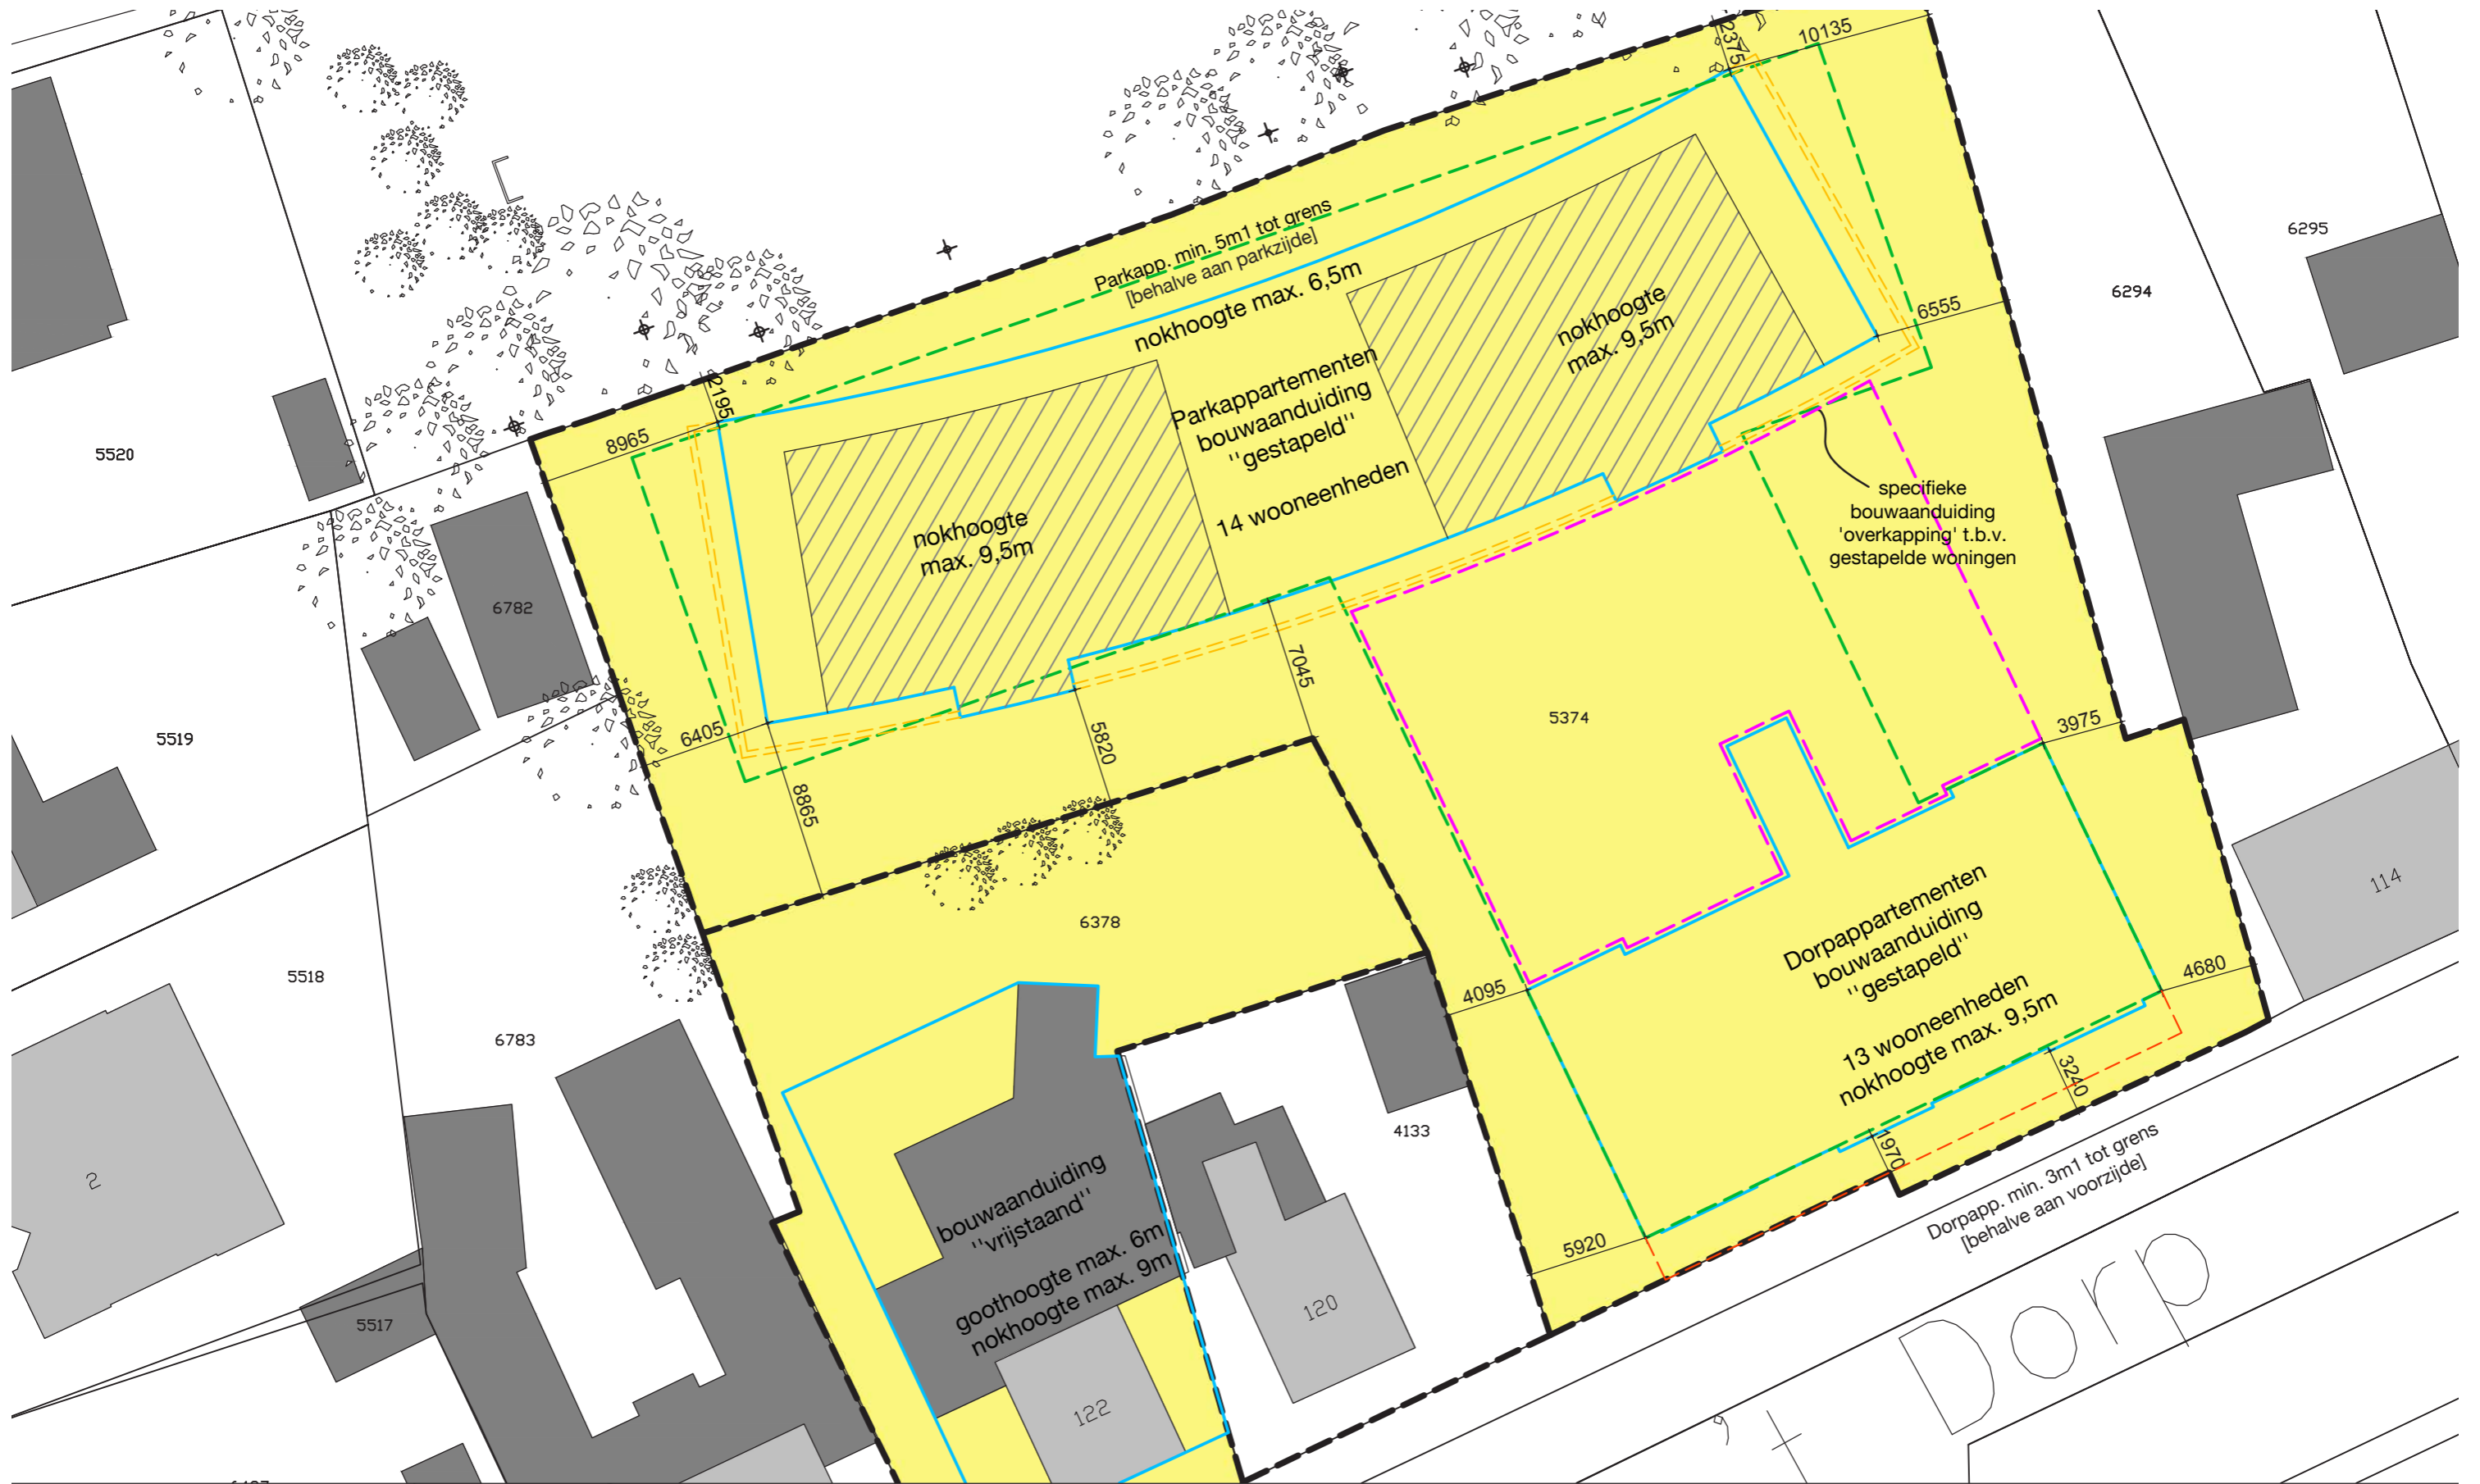 2375
10135
6295
6294
Parkapp. min. 5m1 tot grens
[behalve aan parkzijde]
nokhoogte max. 6,5m
nokhoogte
max. 9,5m
6555
2195
8965
5520
Parkappartementen
bouwaanduiding
"gestapeld"
14 wooneenheden
nokhoogte
max. 9,5m
specifieke
bouwaanduiding
'overkapping' t.b.v.
gestapelde woningen
6782
7045
5374
3975
5519
6405
5820
8865
6378
114
5518
6783
4095
4680
Dorpappartementen
bouwaanduiding
"gestapeld"
13 wooneenheden
nokhoogte max. 9,5m
3240
1970
4133
2
bouwaanduiding
"vrijstaand"
goothoogte max. 6m
nokhoogte max. 9m
Dorpapp. min. 3m1 tot grens
[behalve aan voorzijde]
5920
120
5517
122
't Dorp